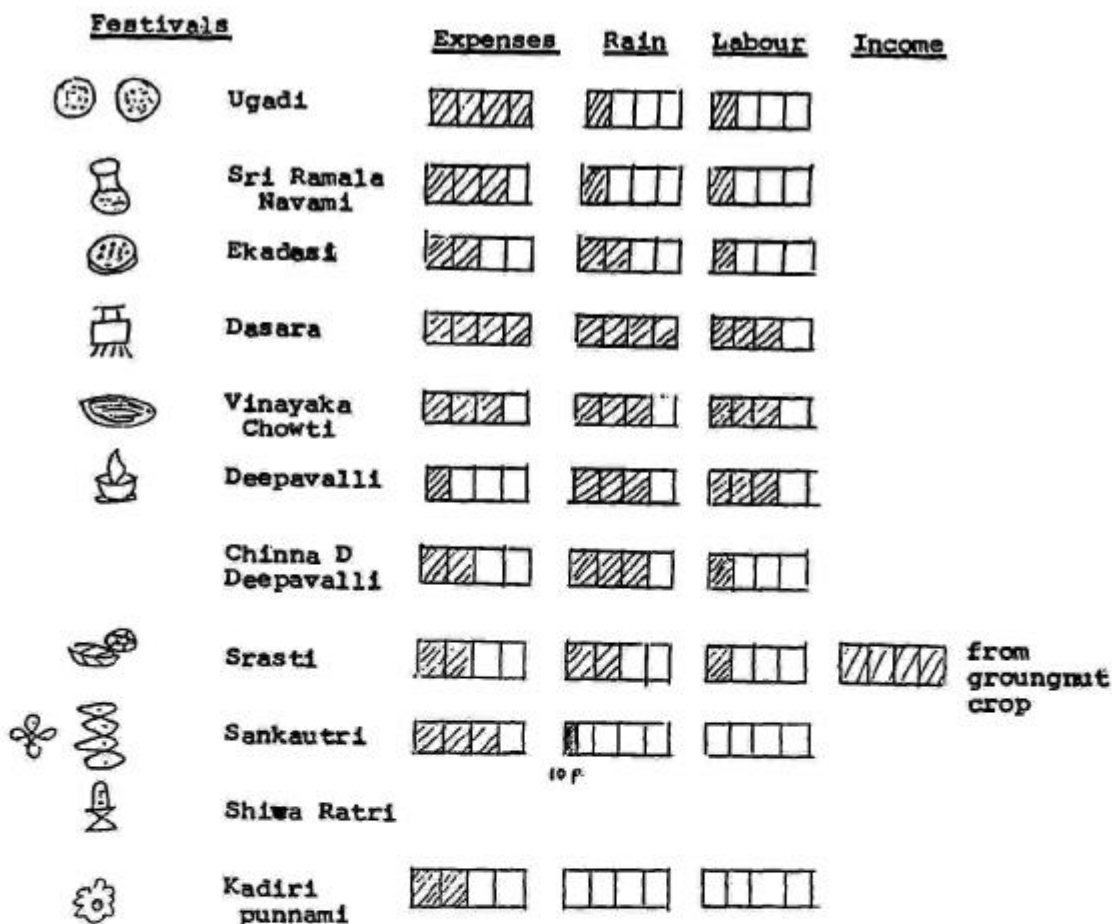 Festivals
Expenses Rain Labour Income
Ugadi
Sri Ramala
Navami
Ekadasi
Dasara
Vinayaka
Chowti
Deepavalli
Chinna D
Deepavalli
Srasti
from
groungnut
crop
Sankautri
10 P.
Shiwa Ratri
Kadiri
punnami